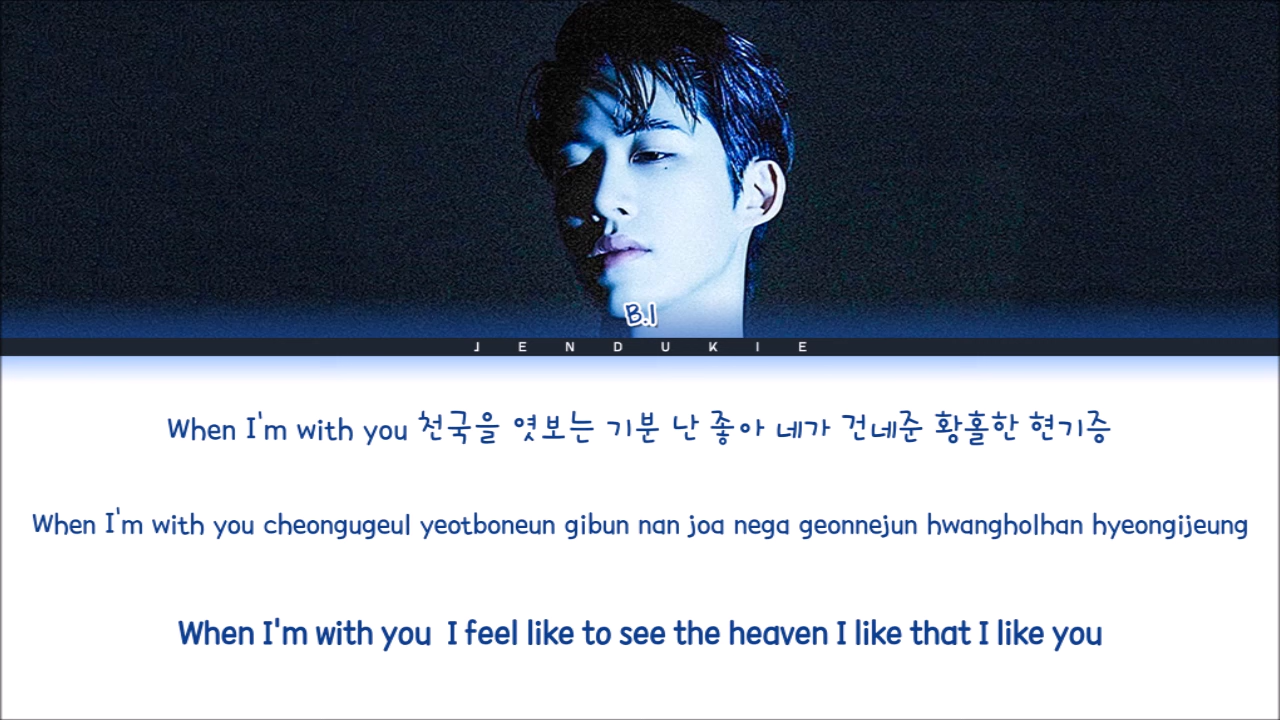 B.I
JENDUKIE
When I'm with you 천국을 엿보는 기분 난 좋아 네가 건네준 황홀한 현기증
When I'm with you cheongugeul yeotboneun gibun nan joa nega geonnejun hwangholhan hyeongijeung
When I'm with you I feel like to see the heaven I like that I like you